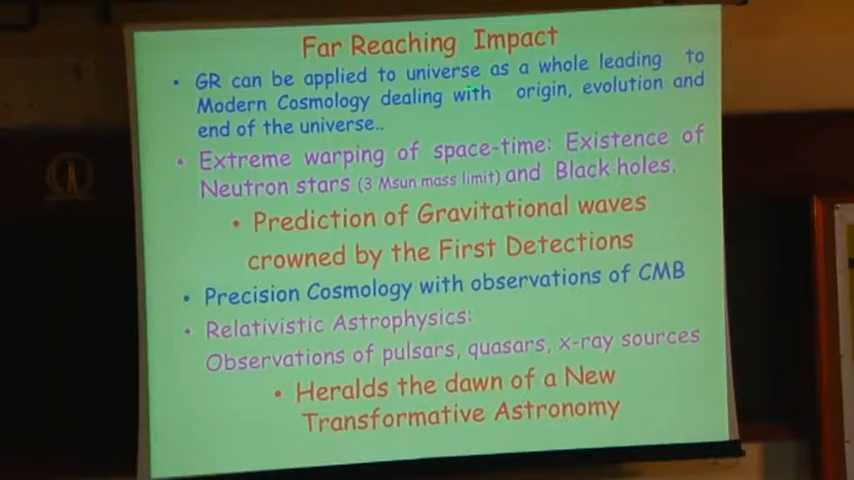 Far Reaching Impact
• GR can be applied to universe as a whole leading to
Modern Cosmology dealing with origin, evolution and
end of the universe..
• Extreme warping of space-time: Existence of
Neutron stars (3 Msun mass limit) and Black holes.
• Prediction of Gravitational waves
crowned by the First Detections
• Precision Cosmology with observations of CMB
• Relativistic Astrophysics:
Observations of pulsars, quasars, x-ray sources
• Heralds the dawn of a New
Transformative Astronomy